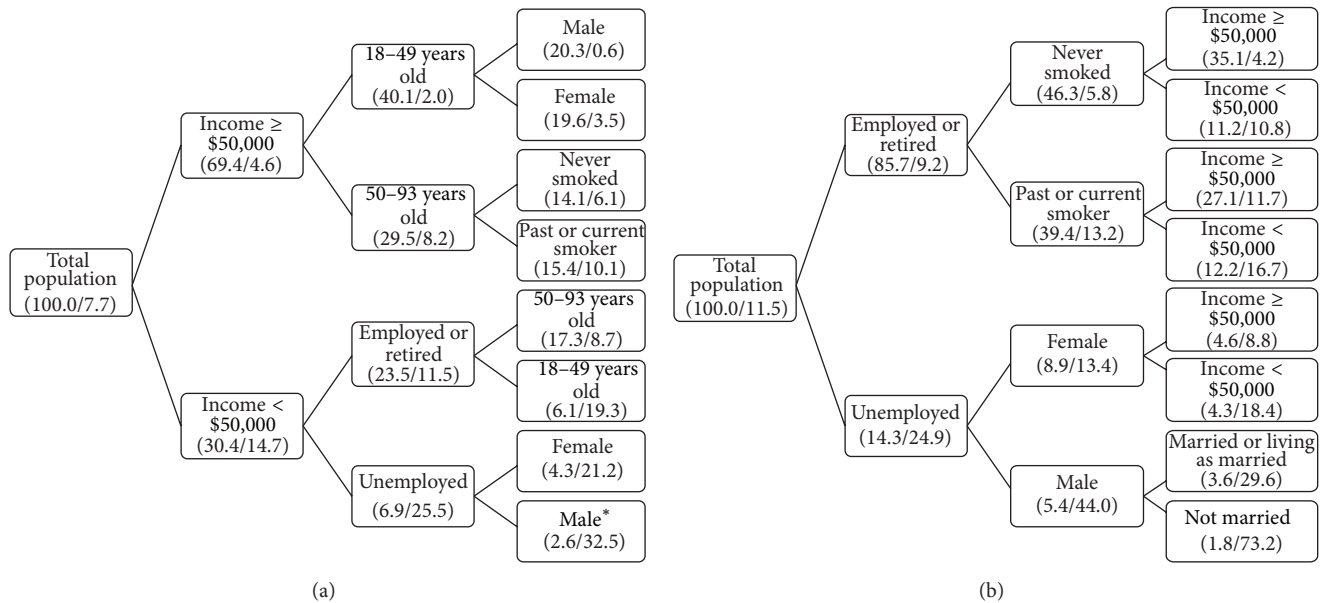 Total
population
(100.0/7.7)
Income ≥
$50,000
(69.4/4.6)
Income <
$50,000
(30.4/14.7)
18–49 years
old
(40.1/2.0)
50–93 years
old
(29.5/8.2)
Employed or
retired
(23.5/11.5)
Unemployed
(6.9/25.5)
Male
(20.3/0.6)
Female
(19.6/3.5)
Never
smoked
(14.1/6.1)
Past or current
smoker
(15.4/10.1)
50–93 years
old
(17.3/8.7)
18–49 years
old
(6.1/19.3)
Female
(4.3/21.2)
Male*
(2.6/32.5)
(a)
Total
population
(100.0/11.5)
Employed or
retired
(85.7/9.2)
Unemployed
(14.3/24.9)
Never
smoked
(46.3/5.8)
Past or current
smoker
(39.4/13.2)
Female
(8.9/13.4)
Male
(5.4/44.0)
Income ≥
$50,000
(35.1/4.2)
Income <
$50,000
(11.2/10.8)
Income ≥
$50,000
(27.1/11.7)
Income <
$50,000
(12.2/16.7)
Income ≥
$50,000
(4.6/8.8)
Income <
$50,000
(4.3/18.4)
Married or living
as married
(3.6/29.6)
Not married
(1.8/73.2)
(b)